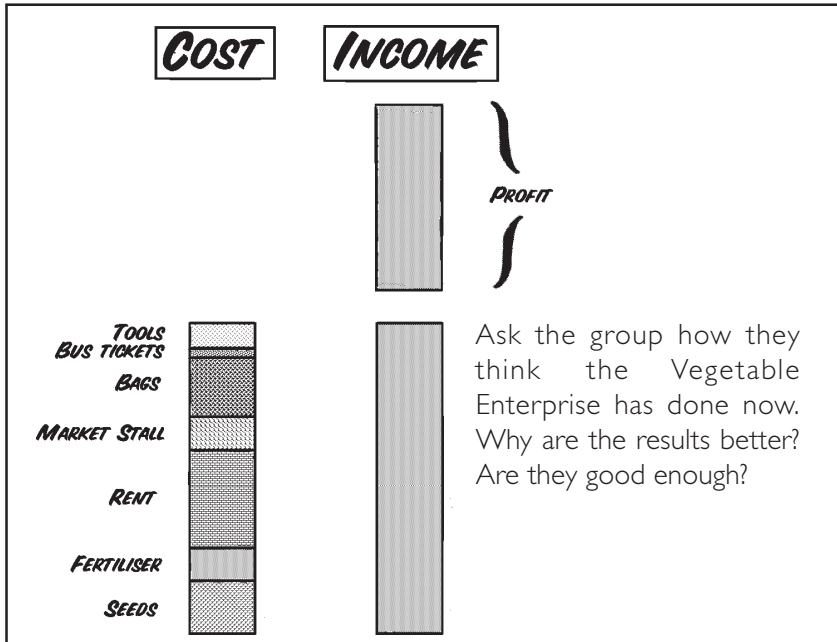 COST
INCOME
PROFIT
TOOLS
BUS TICKETS
BAGS
MARKET STALL
RENT
FERTILISER
SEEDS
Ask the group how they
think the Vegetable
Enterprise has done now.
Why are the results better?
Are they good enough?